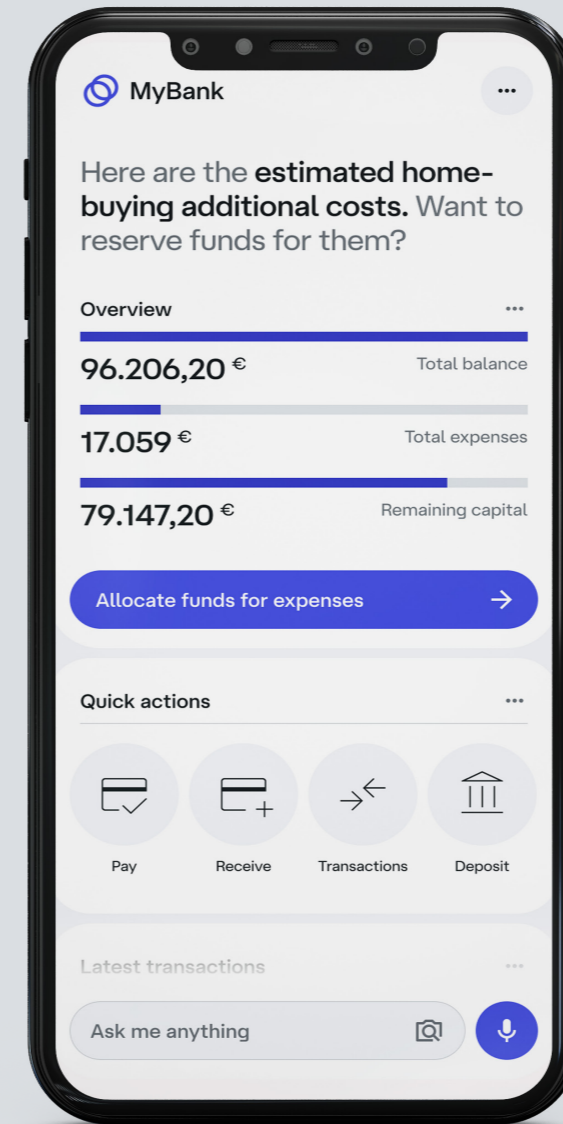 MyBank
Here are the estimated home-
buying additional costs. Want to
reserve funds for them?
Overview
96.206,20 €
Total balance
17.059 €
Total expenses
79.147,20 €
Remaining capital
Allocate funds for expenses
Quick actions
Pay
Receive
Transactions
Deposit
Latest transactions
Ask me anything